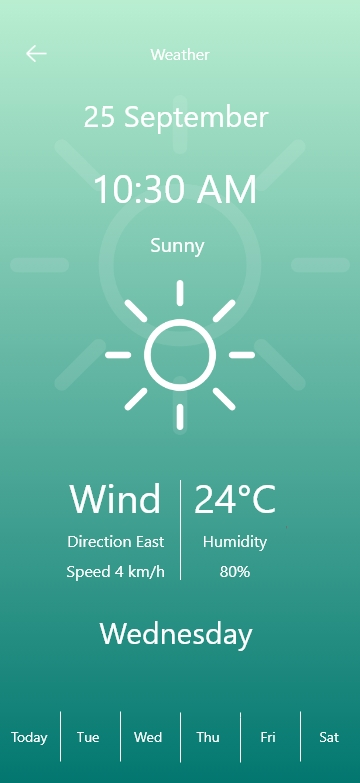 Weather
25 September
10:30 AM
Sunny
Wind
Direction East
Speed 4 km/h
24°C
Humidity
80%
Wednesday
Today Tue Wed Thu Fri Sat